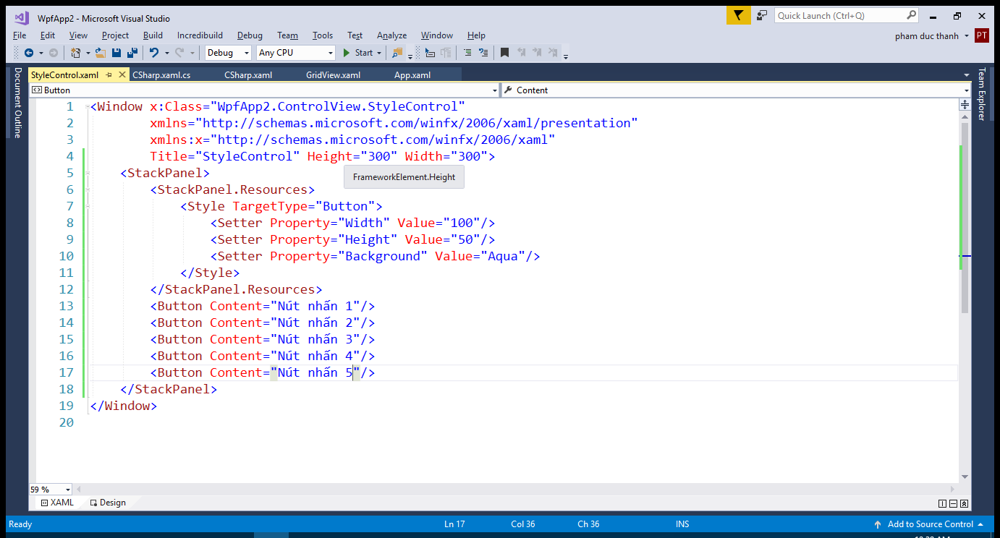 WpfApp2 - Microsoft Visual Studio
Quick Launch (Ctrl+Q)
File Edit View Project Build Incredibuild Debug Team Tools Test Analyze Window Help
pham duc thanh PT
Debug Any CPU Start
StyleControl.xaml CSharp.xaml.cs CSharp.xaml GridView.xaml App.xaml
Document Outline
Team Explorer
Button Content
1 <Window x:Class="WpfApp2.ControlView.StyleControl"
2 xmlns="http://schemas.microsoft.com/winfx/2006/xaml/presentation"
3 xmlns:x="http://schemas.microsoft.com/winfx/2006/xaml"
4 Title="StyleControl" Height="300" Width="300">
5 <StackPanel>
FrameworkElement.Height
6 <StackPanel.Resources>
7 <Style TargetType="Button">
8 <Setter Property="Width" Value="100"/>
9 <Setter Property="Height" Value="50"/>
10 <Setter Property="Background" Value="Aqua"/>
11 </Style>
12 </StackPanel.Resources>
13 <Button Content="Nút nhấn 1"/>
14 <Button Content="Nút nhấn 2"/>
15 <Button Content="Nút nhấn 3"/>
16 <Button Content="Nút nhấn 4"/>
17 <Button Content="Nút nhấn 5"/>
18 </StackPanel>
19 </Window>
20
59 %
XAML Design
Ready Ln 17 Col 36 Ch 36 INS Add to Source Control